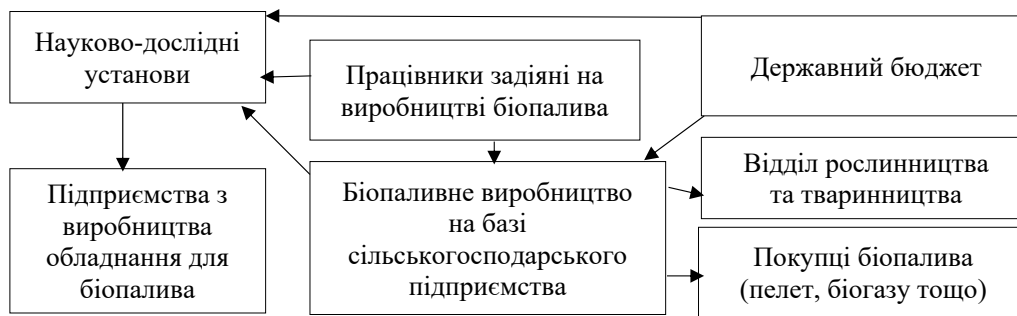 Науково-дослідні
установи
Працівники задіяні на
виробництві біопалива
Державний бюджет
Підприємства з
виробництва
обладнання для
біопалива
Біопаливне виробництво
на базі
сільськогосподарського
підприємства
Відділ рослинництва
та тваринництва
Покупці біопалива
(пелет, біогазу тощо)